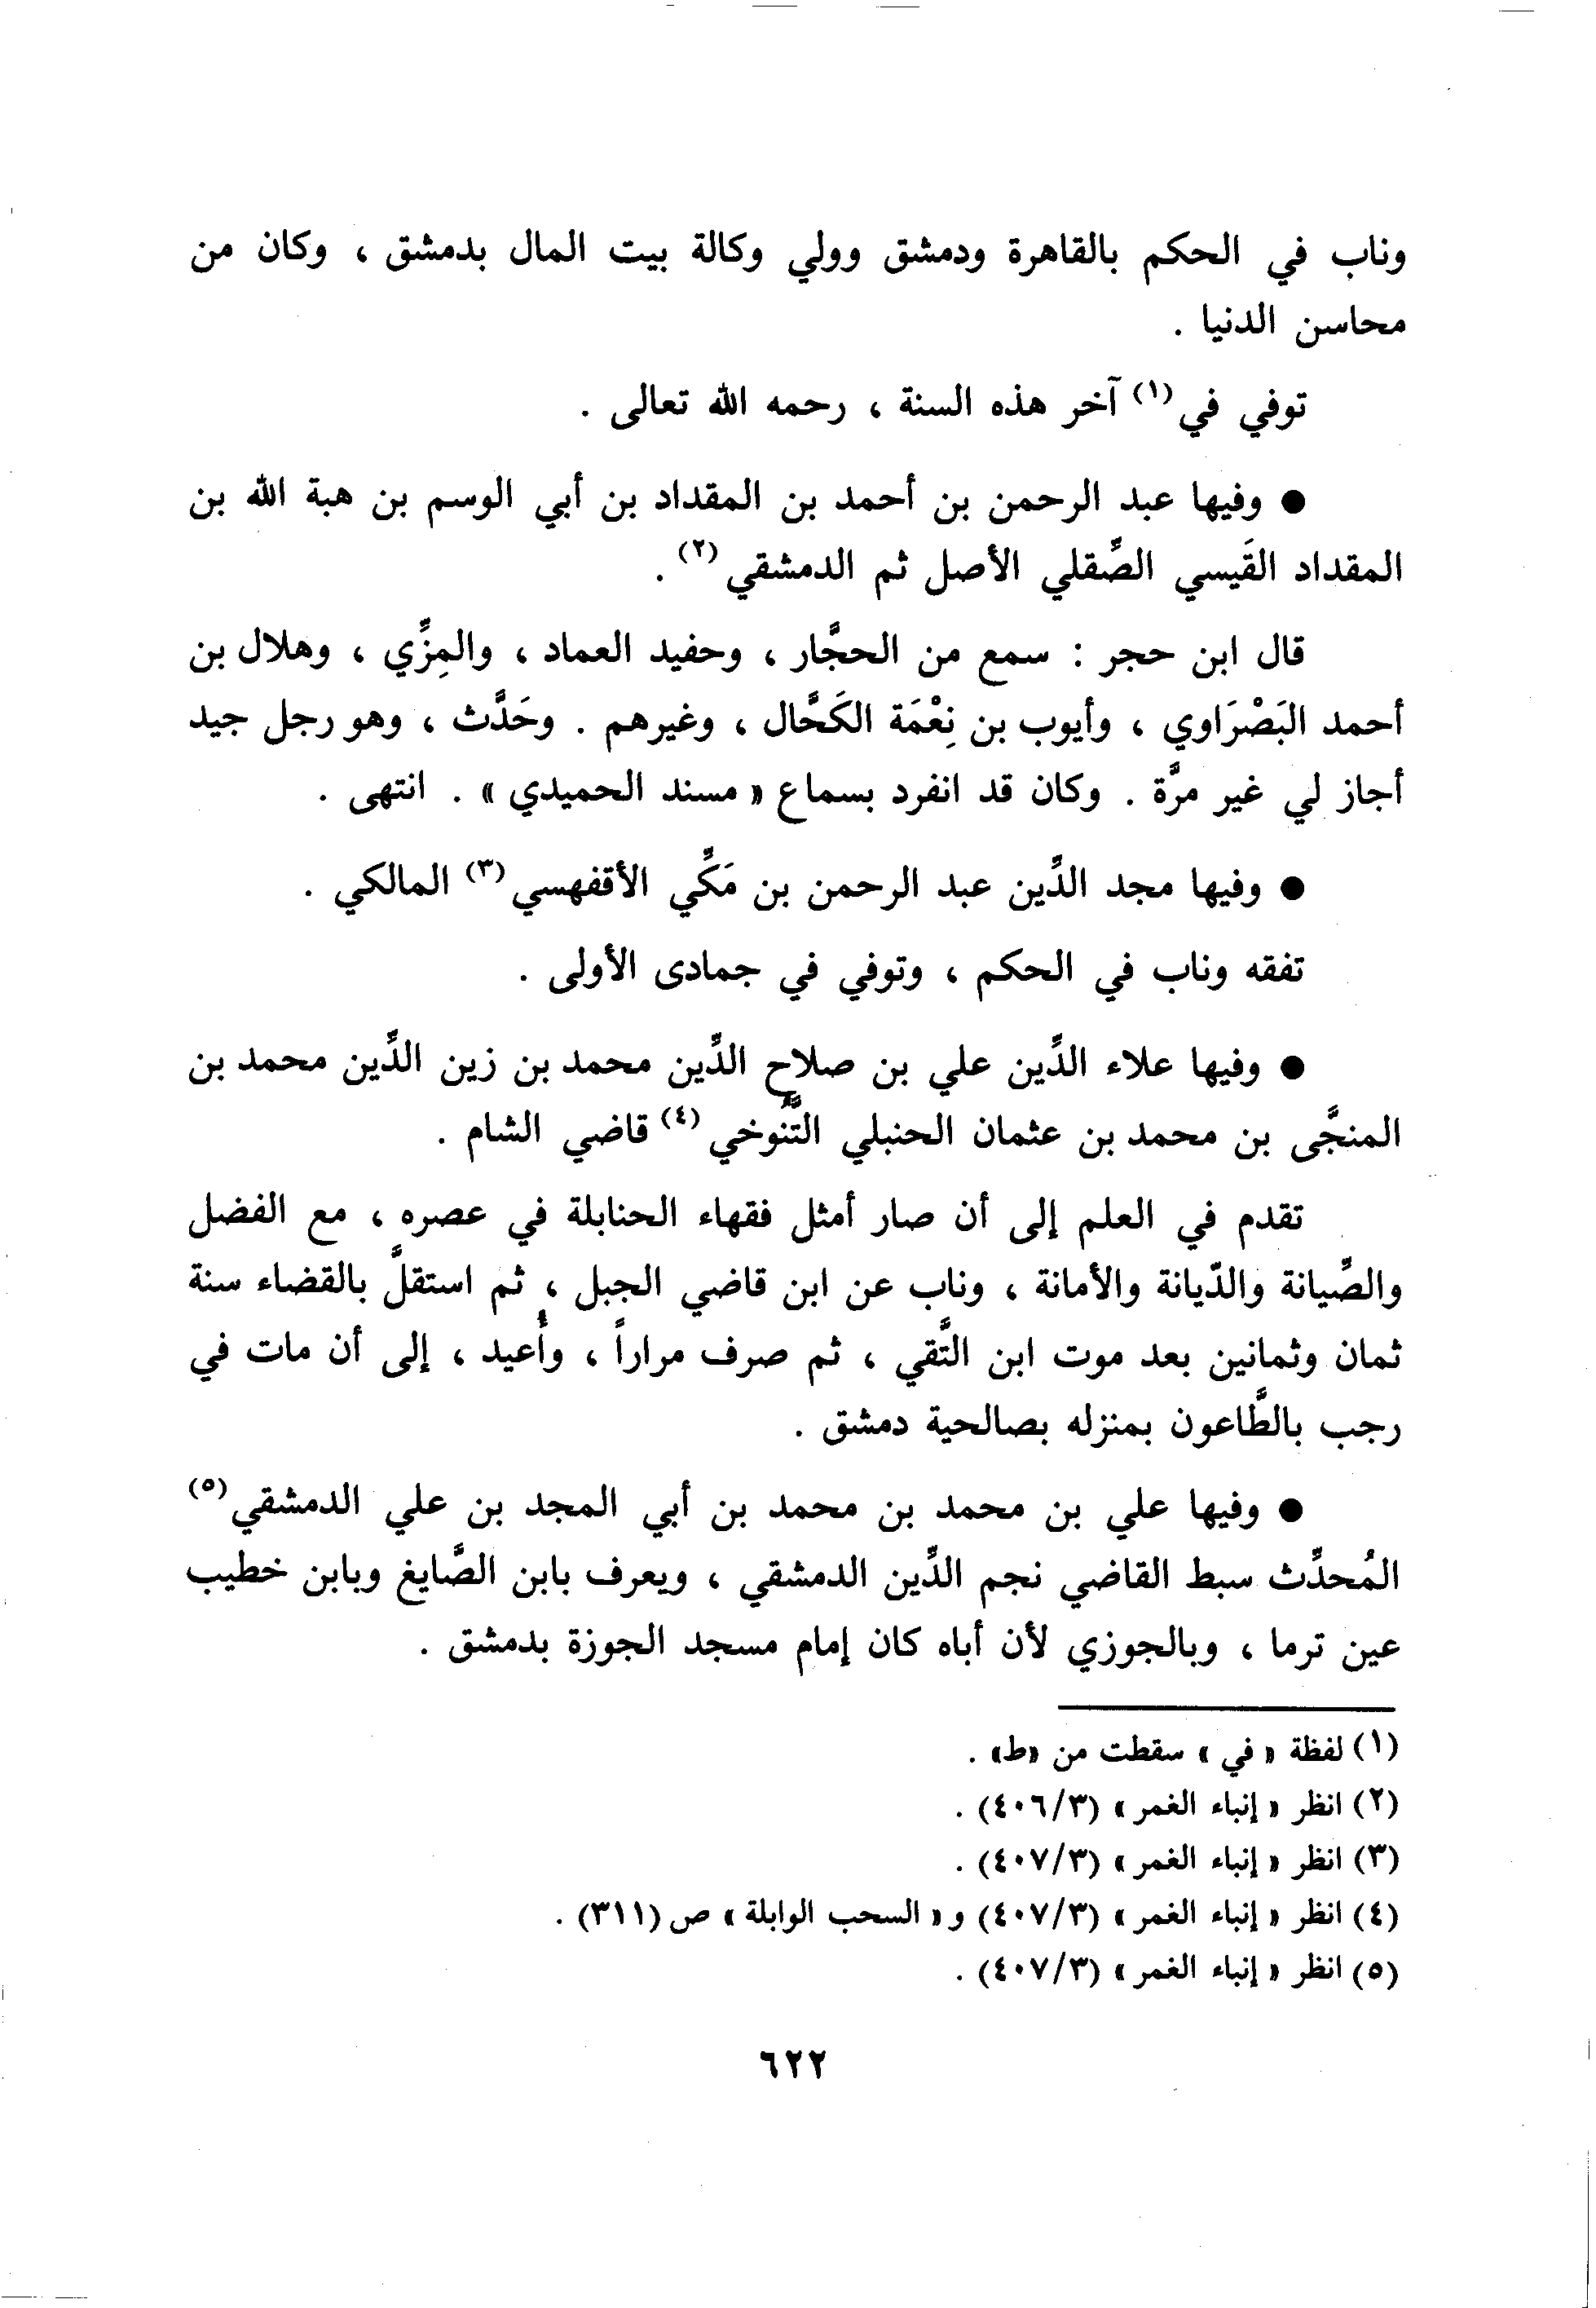 وناب في الحكم بالقاهرة ودمشق وولي وكالة بيت المال بدمشق ، وكان من
محاسن الدنيا .
توفي في (١) آخر هذه السنة ، رحمه الله تعالى .
● وفيها عبد الرحمن بن أحمد بن المقداد بن أبي الوسم بن هبة الله بن
المقداد القَيسي الصِّقلي الأصل ثم الدمشقي (٢) .
قال ابن حجر : سمع من الحجَّار ، وحفيد العماد ، والمِزِّي ، وهلال بن
أحمد البَصْرَاوي ، وأيوب بن نِعْمَة الكَحَّال ، وغيرهم . وحَدَّث ، وهو رجل جيد
أجاز لي غير مرَّة . وكان قد انفرد بسماع « مسند الحميدي » . انتهى .
● وفيها مجد الدِّين عبد الرحمن بن مَكِّي الأقفهسي (٣) المالكي .
تفقه وناب في الحكم ، وتوفي في جمادى الأولى .
● وفيها علاء الدِّين علي بن صلاح الدِّين محمد بن زين الدِّين محمد بن
المنجَّى بن محمد بن عثمان الحنبلي التَّنُوخي (٤) قاضي الشام .
تقدم في العلم إلى أن صار أمثل فقهاء الحنابلة في عصره ، مع الفضل
والصِّيانة والدّيانة والأمانة ، وناب عن ابن قاضي الجبل ، ثم استقلَّ بالقضاء سنة
ثمان وثمانين بعد موت ابن التَّقي ، ثم صرف مراراً ، وأُعيد ، إلى أن مات في
رجب بالطَّاعون بمنزله بصالحية دمشق .
● وفيها علي بن محمد بن محمد بن أبي المجد بن علي الدمشقي (٥)
المُحدِّث سبط القاضي نجم الدِّين الدمشقي ، ويعرف بابن الصَّايغ وبابن خطيب
عين ترما ، وبالجوزي لأن أباه كان إمام مسجد الجوزة بدمشق .
(١) لفظة « في » سقطت من «ط» .
(٢) انظر « إنباء الغمر » (٤٠٦/٣) .
(٣) انظر « إنباء الغمر » (٤٠٧/٣) .
(٤) انظر « إنباء الغمر » (٤٠٧/٣) و « السحب الوابلة » ص (٣١١) .
(٥) انظر « إنباء الغمر » (٤٠٧/٣) .
٦٢٢